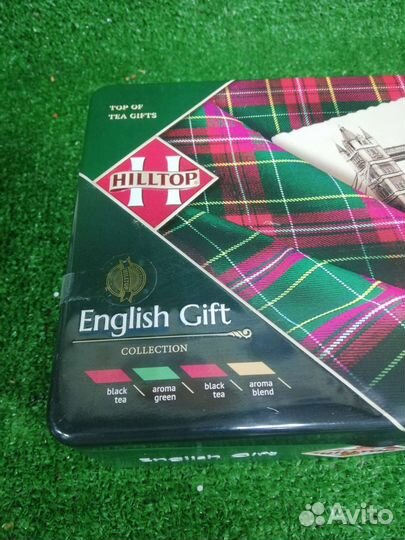 TOP OF
TEA GIFTS
H
HILLTOP
English Gift
COLLECTION
black
tea
aroma
green
black
tea
aroma
blend
English Gift
Avito